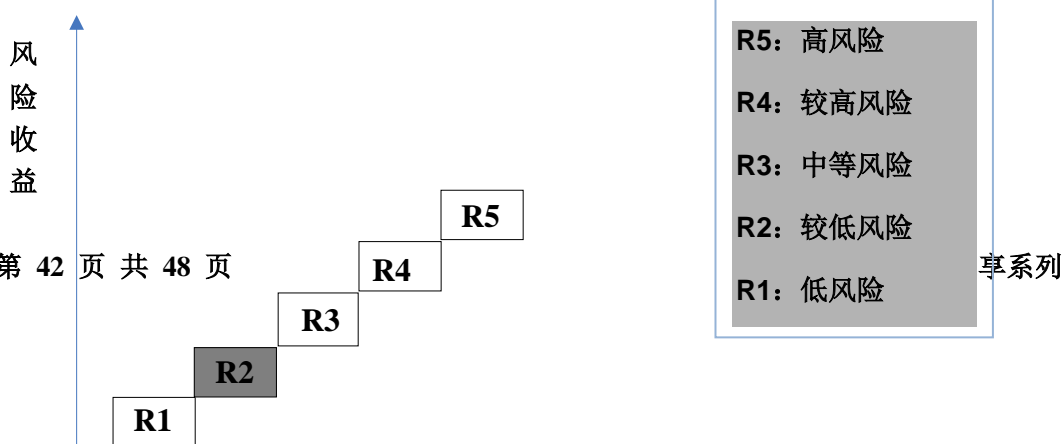 风
险
收
益
R5：高风险
R4：较高风险
R3：中等风险
R2：较低风险
R1：低风险
R5
R4
R3
R2
R1
第 42 页 共 48 页
享系列